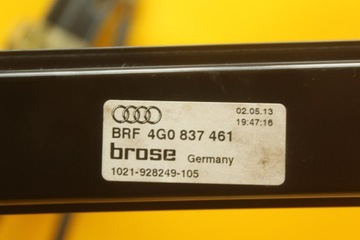 02.05.13
19:47:16
BRF 4G0 837 461
brose Germany
1021-928249-105